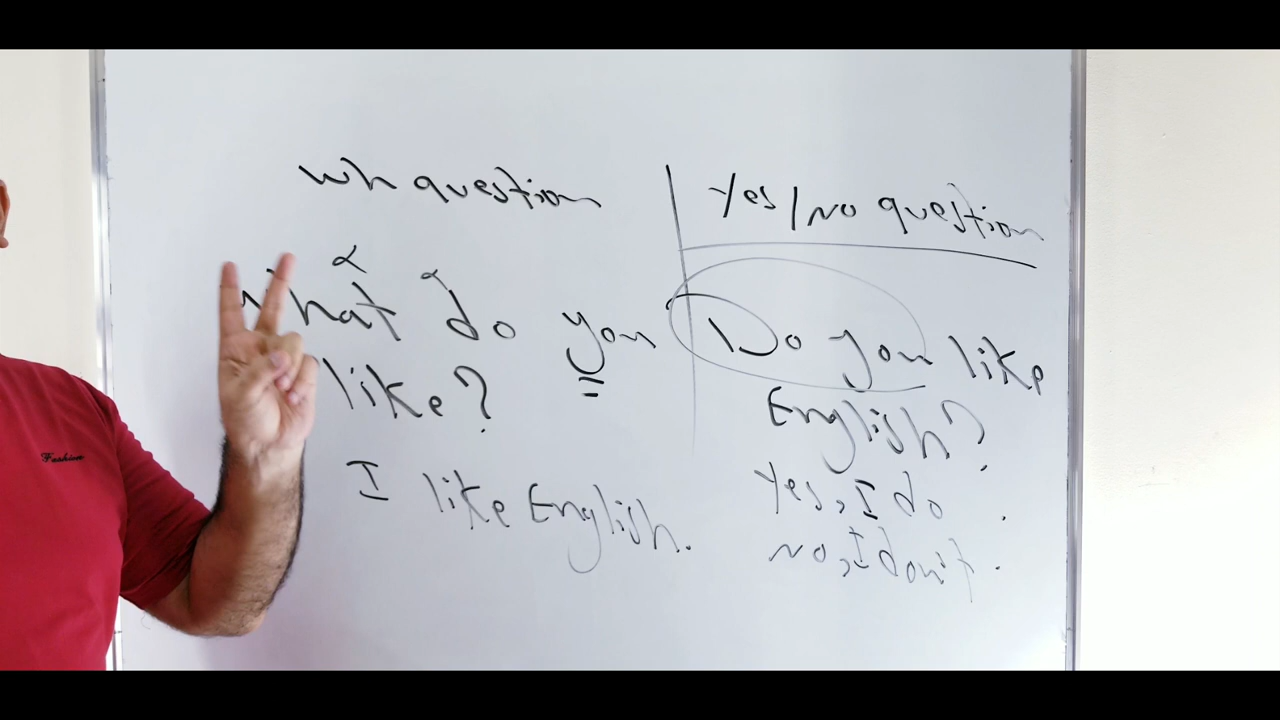 wh question
What do you
like?
I like English.
Yes/No question
Do you like
English?
Yes, I do.
no, I don't.
Fashion